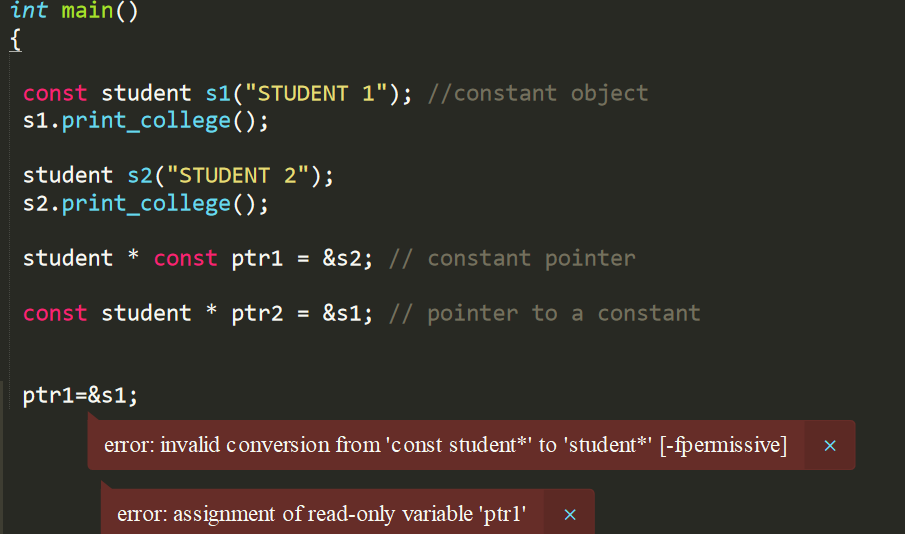 int main()
{
const student s1("STUDENT 1"); //constant object
s1.print_college();
student s2("STUDENT 2");
s2.print_college();
student * const ptr1 = &s2; // constant pointer
const student * ptr2 = &s1; // pointer to a constant
ptr1=&s1;
error: invalid conversion from 'const student*' to 'student*' [-fpermissive] ×
error: assignment of read-only variable 'ptr1' ×